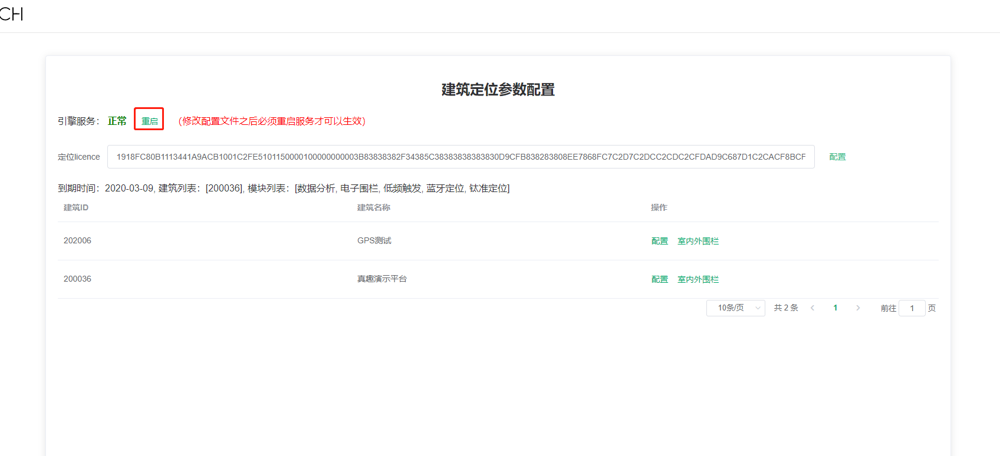 CH
建筑定位参数配置
引擎服务： 正常 重启 （修改配置文件之后必须重启服务才可以生效）
定位licence 1918FC80B1113441A9ACB1001C2FE5101150000100000000003B83838382F34385C38383838383830D9CFB838283808EE7868FC7C2D7C2DCC2CDC2CFDAD9C687D1C2CACF8BCF 配置
到期时间：2020-03-09, 建筑列表：[200036], 模块列表：[数据分析, 电子围栏, 低频触发, 蓝牙定位, 钛准定位]
建筑ID 建筑名称 操作
202006 GPS测试 配置 室内外围栏
200036 真趣演示平台 配置 室内外围栏
10条/页 共 2 条 1 前往 1 页